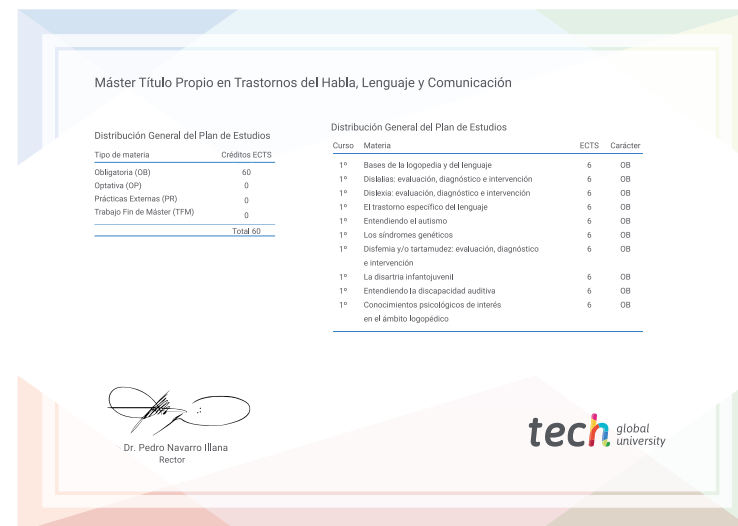 Máster Título Propio en Trastornos del Habla, Lenguaje y Comunicación
Distribución General del Plan de Estudios
Tipo de materia Créditos ECTS
Obligatoria (OB) 60
Optativa (OP) 0
Prácticas Externas (PR) 0
Trabajo Fin de Máster (TFM) 0
Total 60
Distribución General del Plan de Estudios
Curso Materia ECTS Carácter
1º Bases de la logopedia y del lenguaje 6 OB
1º Dislalias: evaluación, diagnóstico e intervención 6 OB
1º Dislexia: evaluación, diagnóstico e intervención 6 OB
1º El trastorno específico del lenguaje 6 OB
1º Entendiendo el autismo 6 OB
1º Los síndromes genéticos 6 OB
1º Disfemia y/o tartamudez: evaluación, diagnóstico 6 OB
e intervención
1º La disartria infantojuvenil 6 OB
1º Entendiendo la discapacidad auditiva 6 OB
1º Conocimientos psicológicos de interés 6 OB
en el ámbito logopédico
Dr. Pedro Navarro Illana
Rector
tech global
university